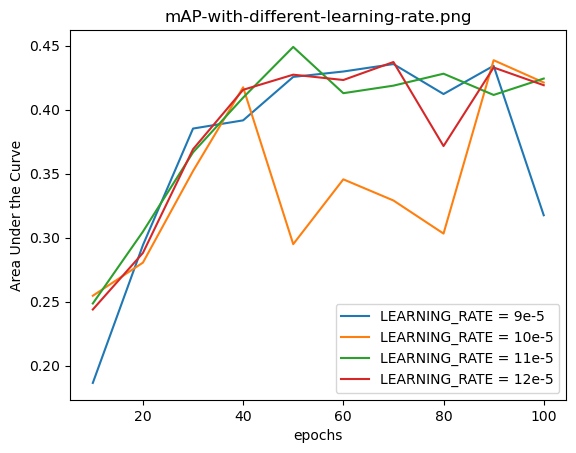 mAP-with-different-learning-rate.png
Area Under the Curve
0.45
0.40
0.35
0.30
0.25
0.20
LEARNING_RATE = 9e-5
LEARNING_RATE = 10e-5
LEARNING_RATE = 11e-5
LEARNING_RATE = 12e-5
20 40 60 80 100
epochs